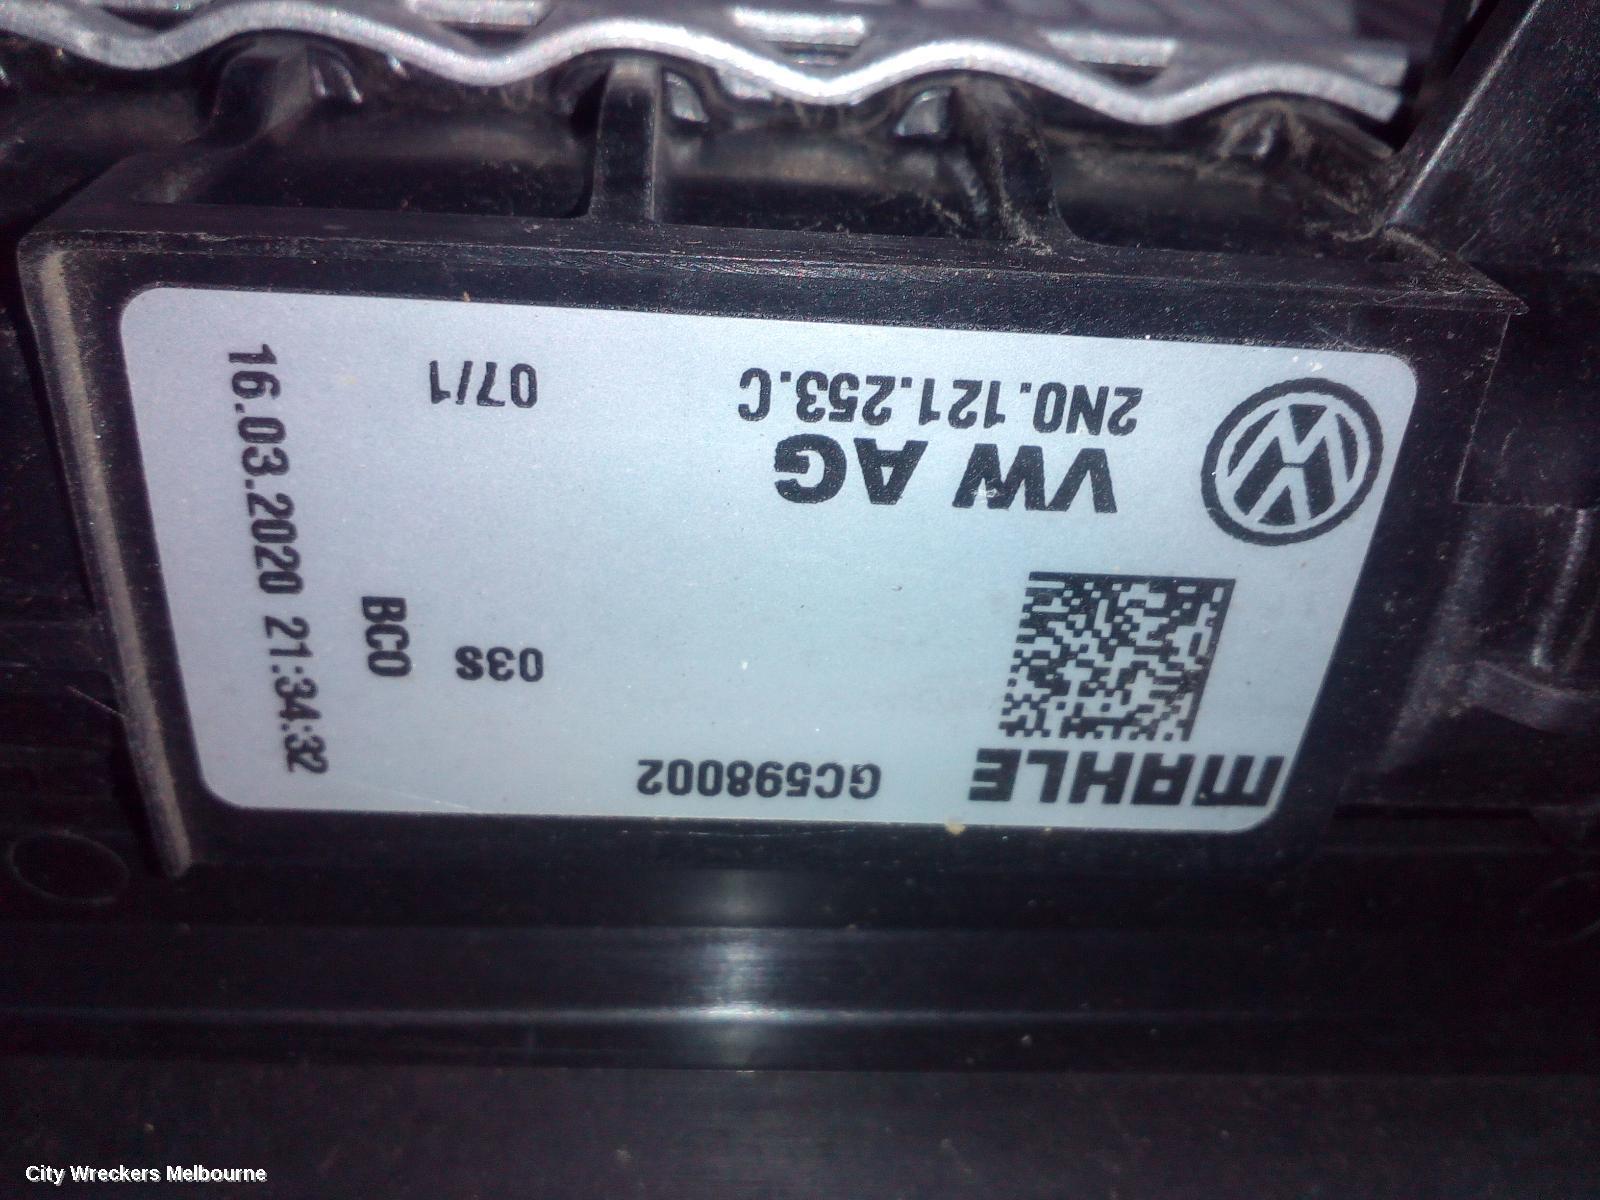 MAHLE
GC598002
03S
BC0
VW AG
2N0.121.253.C
07/1
16.03.2020 21:34:32
City Wreckers Melbourne